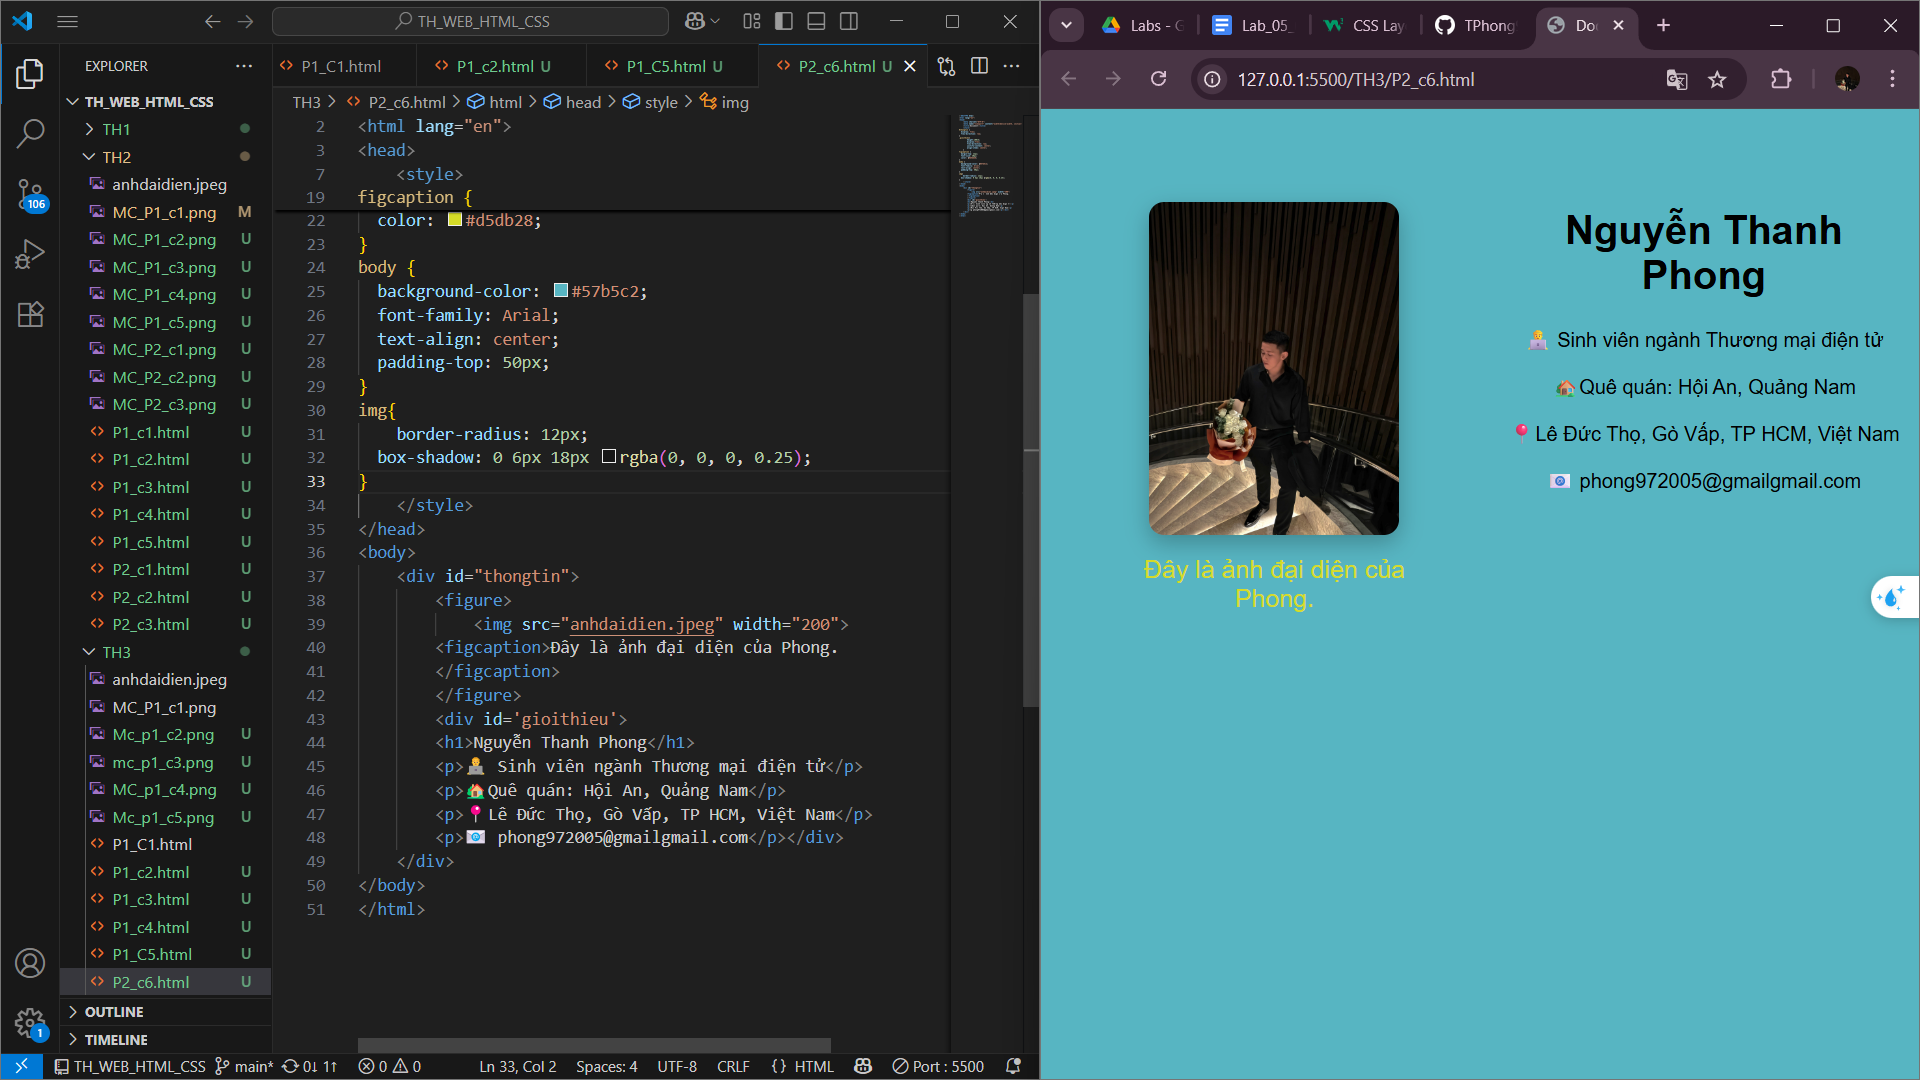 TH_WEB_HTML_CSS
EXPLORER
TH_WEB_HTML_CSS
TH1
TH2
anhdaidien.jpeg
MC_P1_c1.png M
MC_P1_c2.png U
MC_P1_c3.png U
MC_P1_c4.png U
MC_P1_c5.png U
MC_P2_c1.png U
MC_P2_c2.png U
MC_P2_c3.png U
P1_c1.html U
P1_c2.html U
P1_c3.html U
P1_c4.html U
P1_c5.html U
P2_c1.html U
P2_c2.html U
P2_c3.html U
TH3
anhdaidien.jpeg
MC_P1_c1.png
Mc_p1_c2.png U
mc_p1_c3.png U
MC_p1_c4.png U
Mc_p1_c5.png U
P1_C1.html
P1_c2.html U
P1_c3.html U
P1_c4.html U
P1_C5.html U
P2_c6.html U
OUTLINE
TIMELINE
106
1
P1_C1.html P1_c2.html U P1_C5.html U P2_c6.html U
TH3 > P2_c6.html > html > head > style > img
2 <html lang="en">
3 <head>
7 <style>
19 figcaption {
22 color: #d5db28;
23 }
24 body {
25 background-color: #57b5c2;
26 font-family: Arial;
27 text-align: center;
28 padding-top: 50px;
29 }
30 img{
31 border-radius: 12px;
32 box-shadow: 0 6px 18px rgba(0, 0, 0, 0.25);
33 }
34 </style>
35 </head>
36 <body>
37 <div id="thongtin">
38 <figure>
39 <img src="anhdaidien.jpeg" width="200">
40 <figcaption>Đây là ảnh đại diện của Phong.
41 </figcaption>
42 </figure>
43 <div id='gioithieu'>
44 <h1>Nguyễn Thanh Phong</h1>
45 <p>🧑‍💻 Sinh viên ngành Thương mại điện tử</p>
46 <p>🏠Quê quán: Hội An, Quảng Nam</p>
47 <p>📍Lê Đức Thọ, Gò Vấp, TP HCM, Việt Nam</p>
48 <p>📧 phong972005@gmailgmail.com</p></div>
49 </div>
50 </body>
51 </html>
TH_WEB_HTML_CSS main* 0↓ 1↑ 0 0 Ln 33, Col 2 Spaces: 4 UTF-8 CRLF {} HTML Port : 5500
Labs - G Lab_05_ CSS Lay TPhong Do
127.0.0.1:5500/TH3/P2_c6.html
Nguyễn Thanh
Phong
🧑‍💻 Sinh viên ngành Thương mại điện tử
🏠Quê quán: Hội An, Quảng Nam
📍Lê Đức Thọ, Gò Vấp, TP HCM, Việt Nam
📧 phong972005@gmailgmail.com
Đây là ảnh đại diện của
Phong.